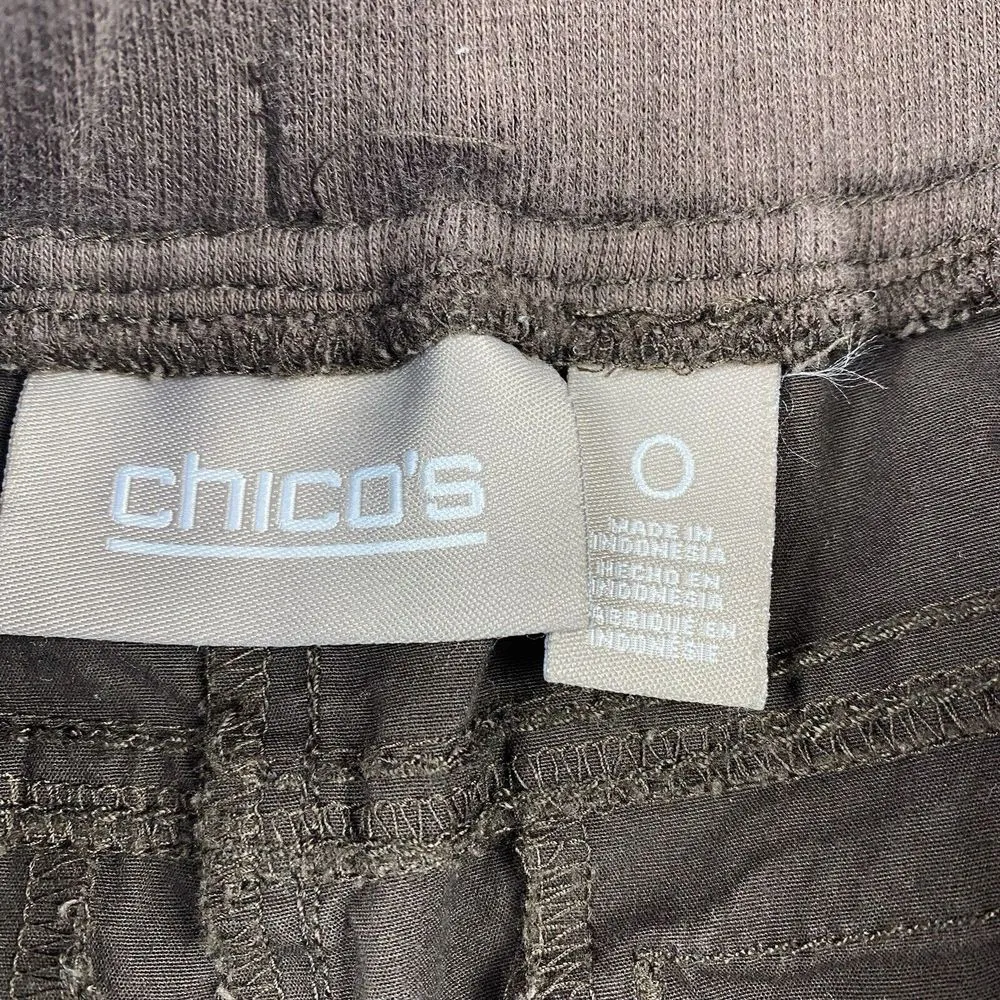 chico's
0
MADE IN
INDONESIA
HECHO EN
INDONESIA
FABRIQUE EN
INDONESIE